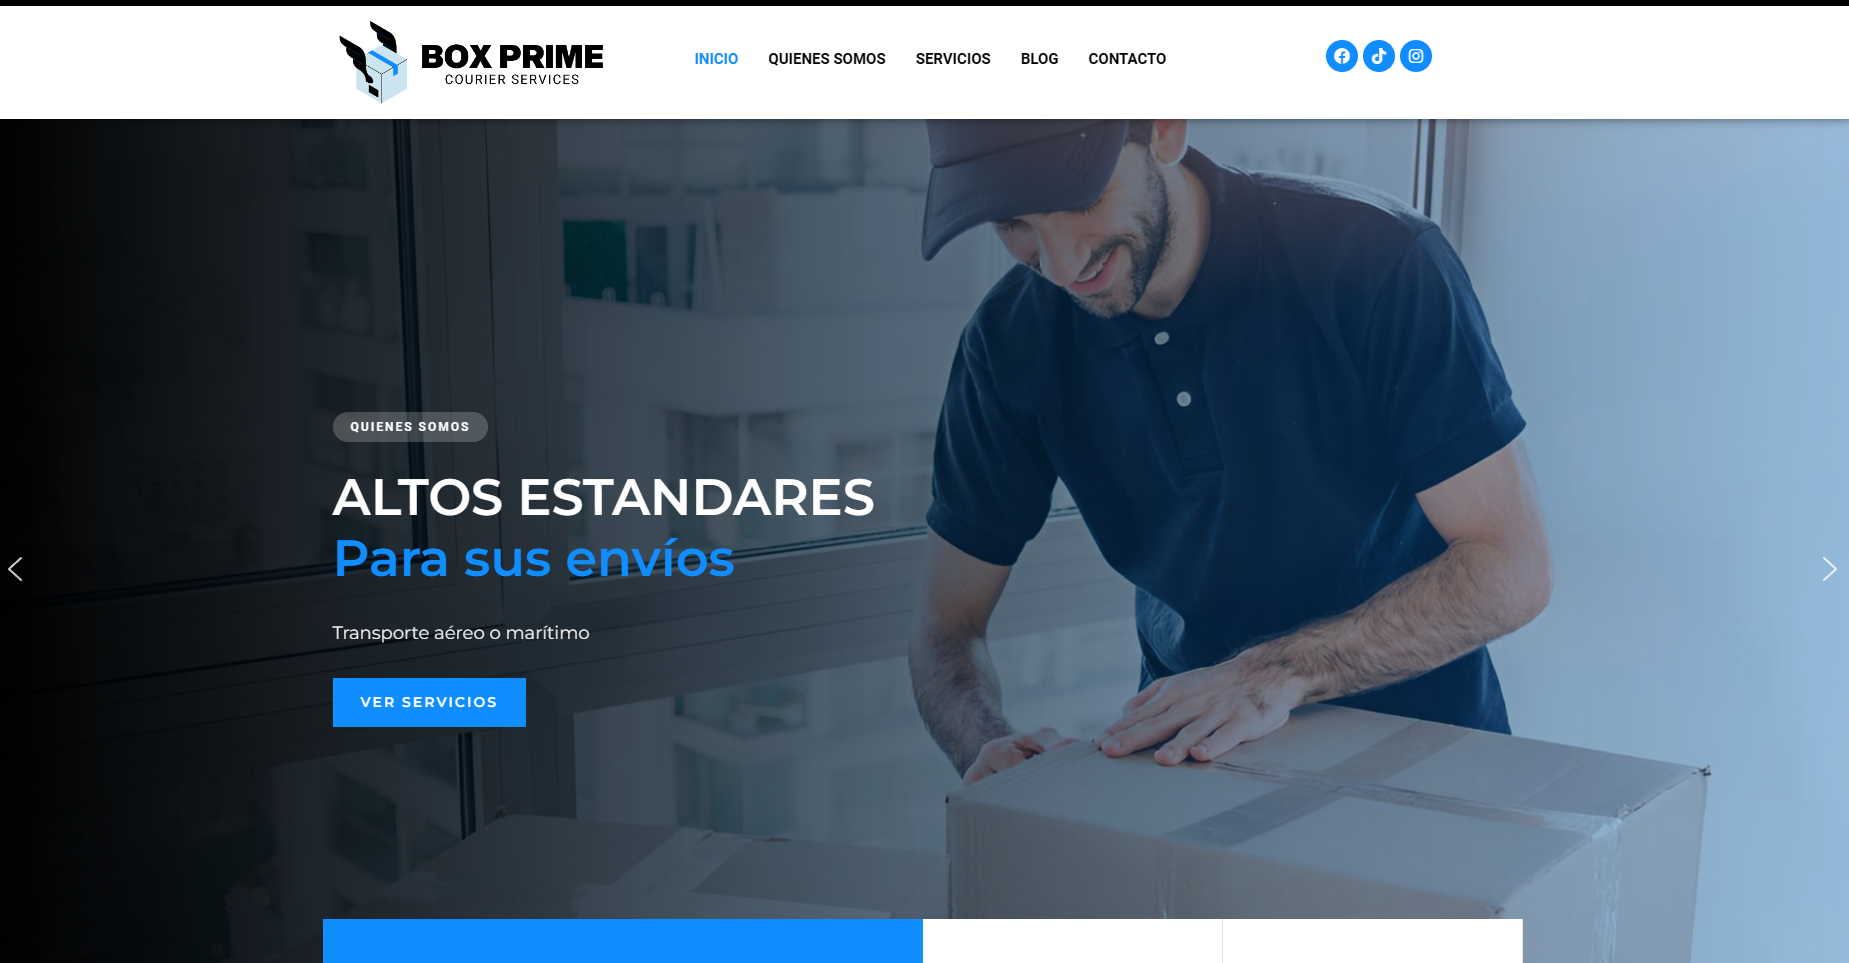 BOX PRIME
COURIER SERVICES
INICIO QUIENES SOMOS SERVICIOS BLOG CONTACTO
QUIENES SOMOS
ALTOS ESTANDARES
Para sus envíos
Transporte aéreo o marítimo
VER SERVICIOS